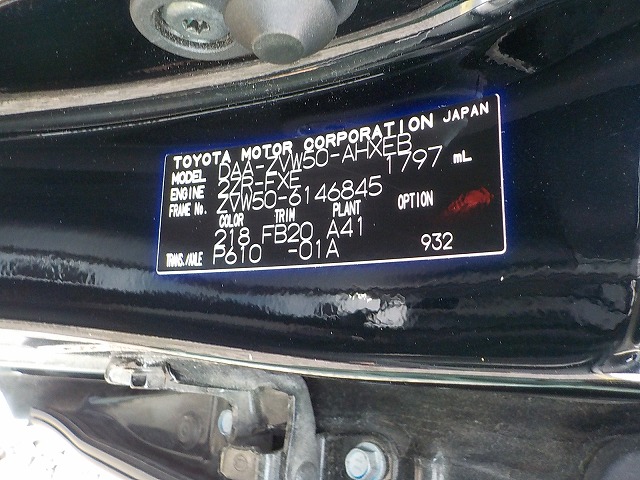 TOYOTA MOTOR CORPORATION JAPAN
MODEL DAA-ZVW50-AHXEB
ENGINE 2ZR-FXE 1797 mL
FRAME No. ZVW50-6146845
COLOR TRIM PLANT OPTION
218 FB20 A41
TRANS./AXLE P610 -01A 932